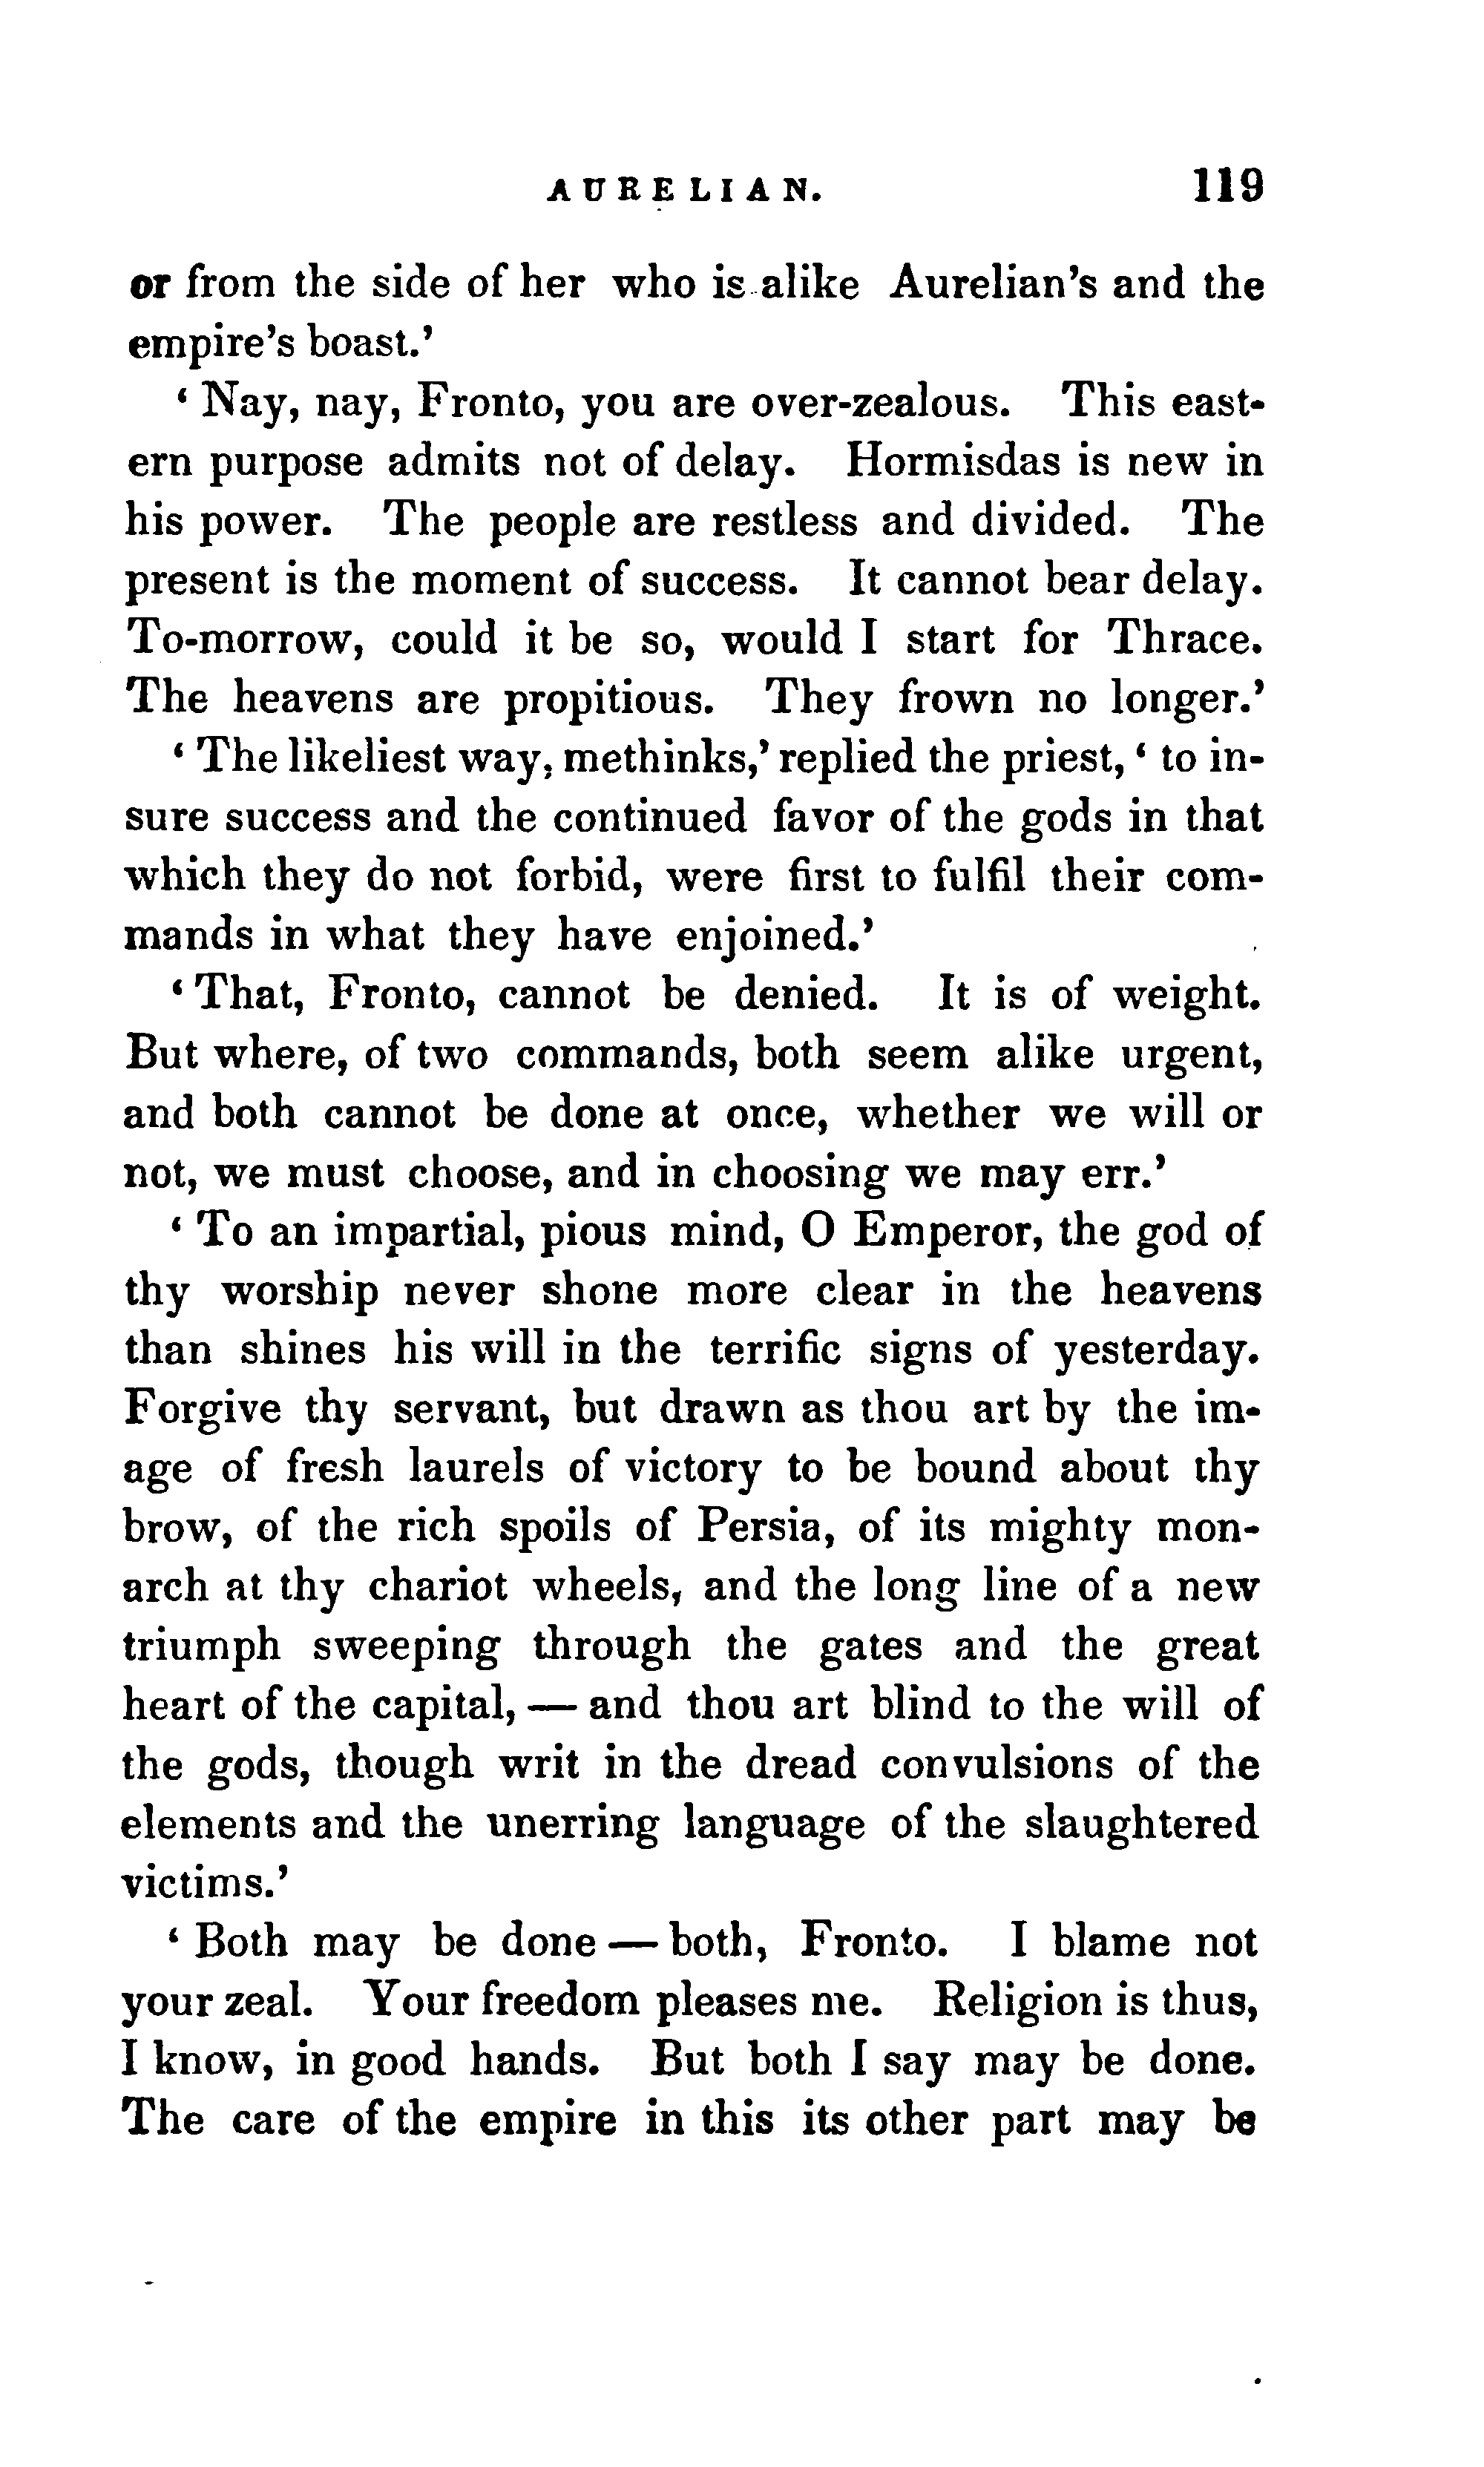 AURELIAN. 119
or from the side of her who is alike Aurelian's and the
empire's boast.'
‘ Nay, nay, Fronto, you are over-zealous. This east-
ern purpose admits not of delay. Hormisdas is new in
his power. The people are restless and divided. The
present is the moment of success. It cannot bear delay.
To-morrow, could it be so, would I start for Thrace.
The heavens are propitious. They frown no longer.'
‘ The likeliest way, methinks,' replied the priest, ‘ to in-
sure success and the continued favor of the gods in that
which they do not forbid, were first to fulfil their com-
mands in what they have enjoined.'
‘ That, Fronto, cannot be denied. It is of weight.
But where, of two commands, both seem alike urgent,
and both cannot be done at once, whether we will or
not, we must choose, and in choosing we may err.'
‘ To an impartial, pious mind, O Emperor, the god of
thy worship never shone more clear in the heavens
than shines his will in the terrific signs of yesterday.
Forgive thy servant, but drawn as thou art by the im-
age of fresh laurels of victory to be bound about thy
brow, of the rich spoils of Persia, of its mighty mon-
arch at thy chariot wheels, and the long line of a new
triumph sweeping through the gates and the great
heart of the capital, — and thou art blind to the will of
the gods, though writ in the dread convulsions of the
elements and the unerring language of the slaughtered
victims.'
‘ Both may be done — both, Fronto. I blame not
your zeal. Your freedom pleases me. Religion is thus,
I know, in good hands. But both I say may be done.
The care of the empire in this its other part may be